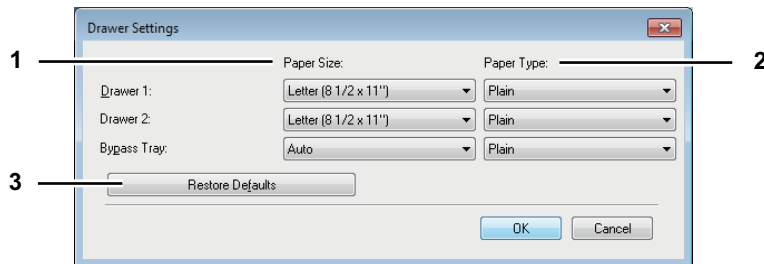 Drawer Settings
1 Paper Size: Paper Type: 2
Drawer 1: Letter (8 1/2 x 11") Plain
Drawer 2: Letter (8 1/2 x 11") Plain
Bypass Tray: Auto Plain
3 Restore Defaults
OK Cancel